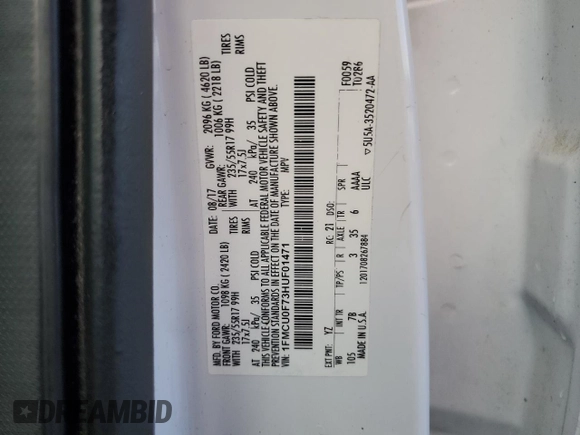 MFD. BY FORD MOTOR CO.
DATE: 08/17 GVWR: 2096 KG ( 4620 LB)
FRONT GAWR: 1098 KG ( 2420 LB) REAR GAWR: 1006 KG ( 2218 LB)
WITH 235/55R17 99H TIRES WITH 235/55R17 99H TIRES
17x7.5J RIMS 17x7.5J RIMS
AT 240 kPa/ 35 PSI COLD AT 240 kPa/ 35 PSI COLD
THIS VEHICLE CONFORMS TO ALL APPLICABLE FEDERAL MOTOR VEHICLE SAFETY AND THEFT
PREVENTION STANDARDS IN EFFECT ON THE DATE OF MANUFACTURE SHOWN ABOVE.
VIN: 1FMCU0F73HUF01471
TYPE: MPV
F0059
T0286
EXT PNT: YZ RC: 21 DSO:
WB INT TR TP/PS R AXLE TR SPR
105 7B 3 35 6 AAAA
MADE IN U.S.A. 1201708267884 ULC
▽5U5A-3520472-AA
DREAMBID